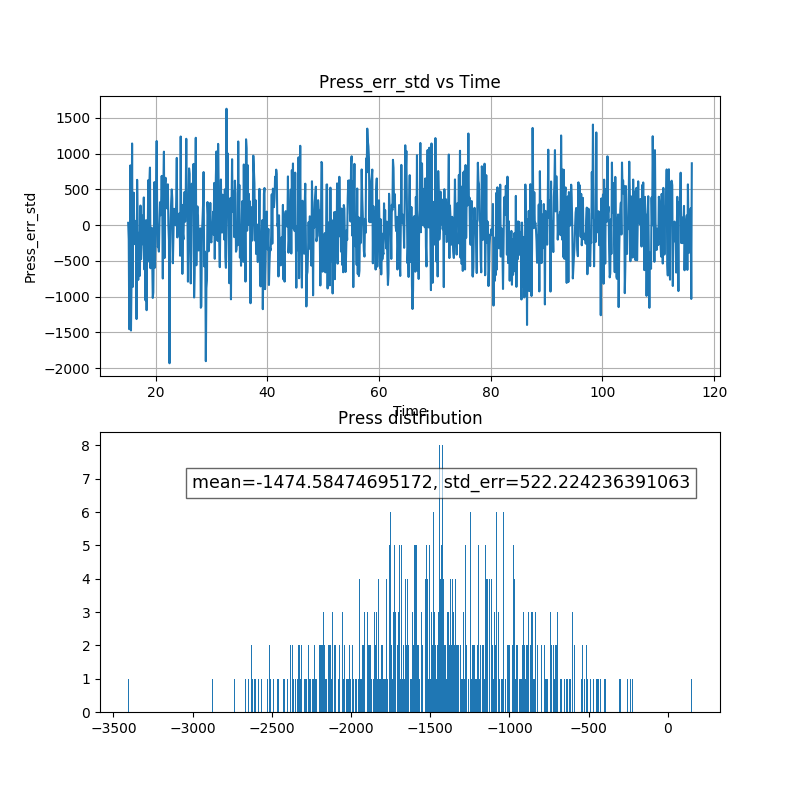 Press_err_std vs Time
Press_err_std
1500
1000
500
0
−500
−1000
−1500
−2000
20 40 60 80 100 120
Time
Press distribution
mean=-1474.58474695172, std_err=522.224236391063
8
7
6
5
4
3
2
1
0
−3500 −3000 −2500 −2000 −1500 −1000 −500 0